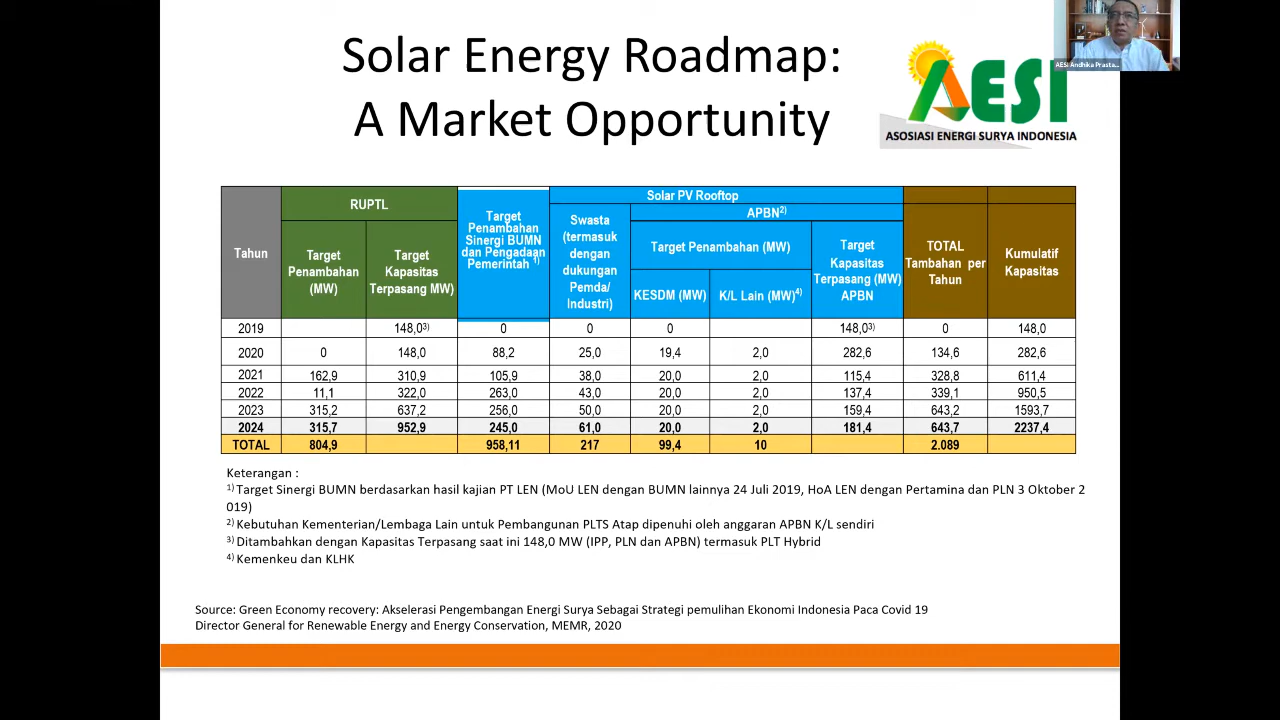 Solar Energy Roadmap:
A Market Opportunity
AESI
ASOSIASI ENERGI SURYA INDONESIA
AESI Andhika Prasta...
Tahun
RUPTL
Target
Penambahan
(MW)
Target
Kapasitas
Terpasang MW)
Target
Penambahan
Sinergi BUMN
dan Pengadaan
Pemerintah 1)
Solar PV Rooftop
Swasta
(termasuk
dengan
dukungan
Pemda/
Industri)
APBN2)
Target Penambahan (MW)
KESDM (MW)
K/L Lain (MW)4)
Target
Kapasitas
Terpasang (MW)
APBN
TOTAL
Tambahan per
Tahun
Kumulatif
Kapasitas
2019 148,03) 0 0 0 148,03) 0 148,0
2020 0 148,0 88,2 25,0 19,4 2,0 282,6 134,6 282,6
2021 162,9 310,9 105,9 38,0 20,0 2,0 115,4 328,8 611,4
2022 11,1 322,0 263,0 43,0 20,0 2,0 137,4 339,1 950,5
2023 315,2 637,2 256,0 50,0 20,0 2,0 159,4 643,2 1593,7
2024 315,7 952,9 245,0 61,0 20,0 2,0 181,4 643,7 2237,4
TOTAL 804,9 958,11 217 99,4 10 2.089
Keterangan :
1) Target Sinergi BUMN berdasarkan hasil kajian PT LEN (MoU LEN dengan BUMN lainnya 24 Juli 2019, HoA LEN dengan Pertamina dan PLN 3 Oktober 2
019)
2) Kebutuhan Kementerian/Lembaga Lain untuk Pembangunan PLTS Atap dipenuhi oleh anggaran APBN K/L sendiri
3) Ditambahkan dengan Kapasitas Terpasang saat ini 148,0 MW (IPP, PLN dan APBN) termasuk PLT Hybrid
4) Kemenkeu dan KLHK
Source: Green Economy recovery: Akselerasi Pengembangan Energi Surya Sebagai Strategi pemulihan Ekonomi Indonesia Paca Covid 19
Director General for Renewable Energy and Energy Conservation, MEMR, 2020